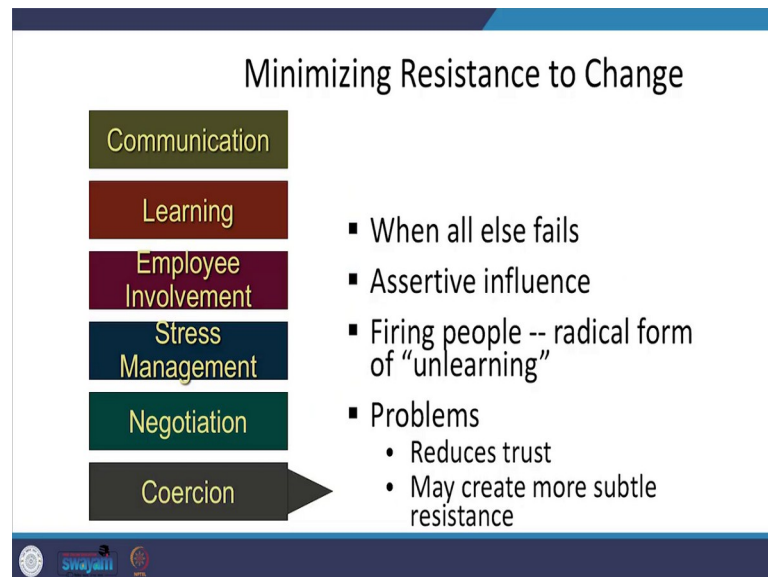 Minimizing Resistance to Change
Communication
Learning
Employee
Involvement
Stress
Management
Negotiation
Coercion
▪ When all else fails
▪ Assertive influence
▪ Firing people -- radical form
of “unlearning”
▪ Problems
• Reduces trust
• May create more subtle
resistance
swayam